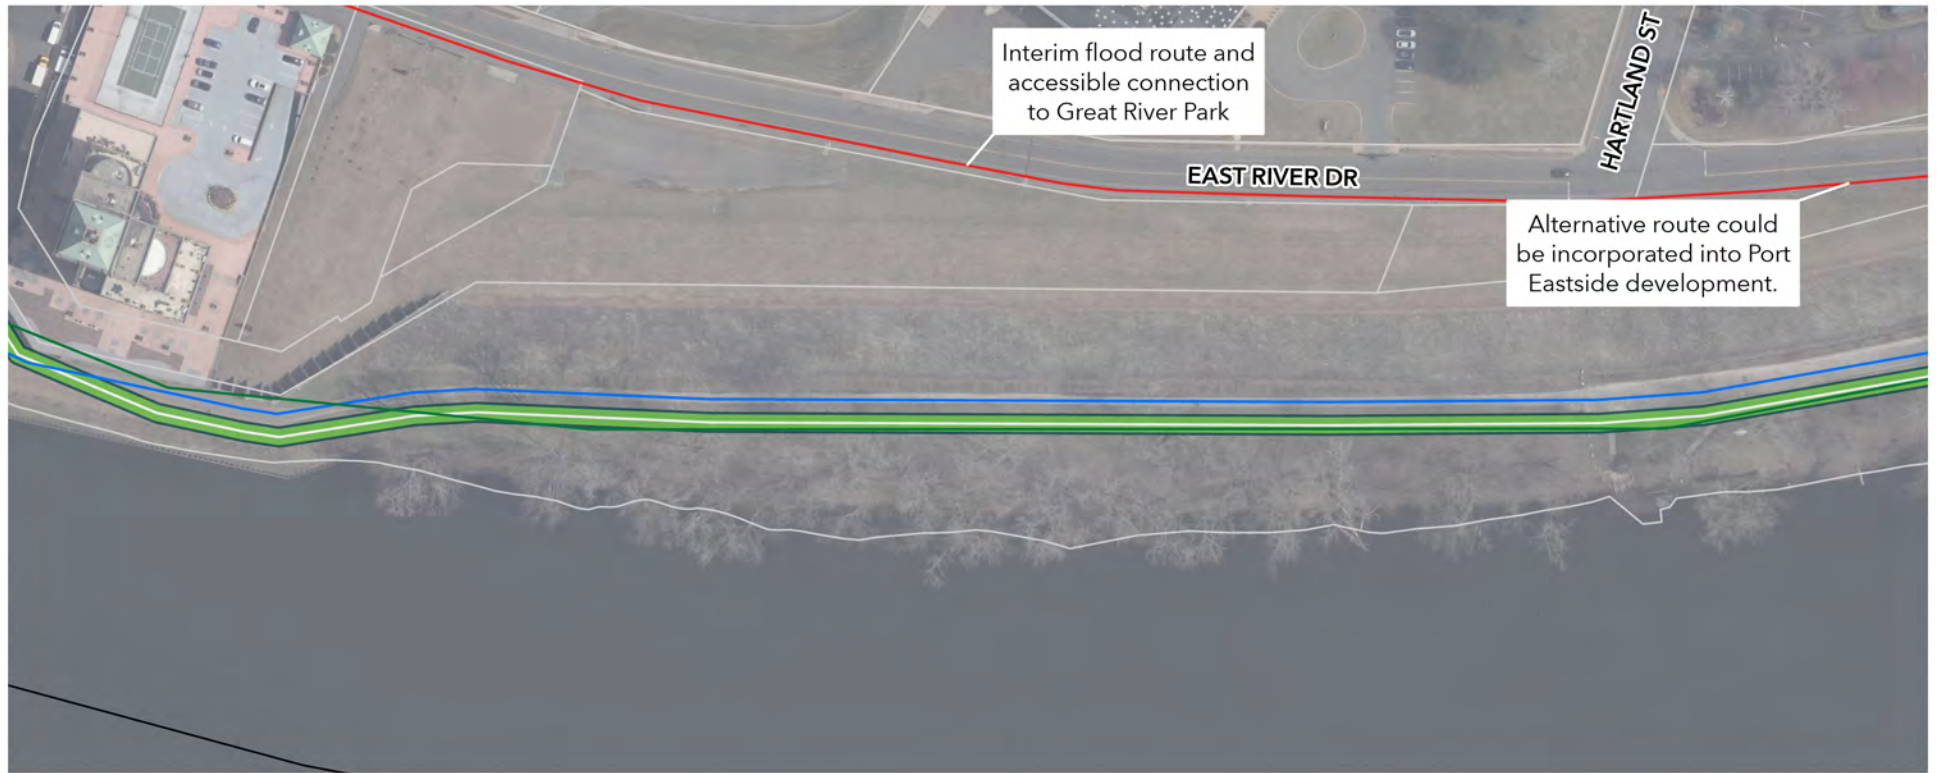 Interim flood route and
accessible connection
to Great River Park
HARTLAND ST
EAST RIVER DR
Alternative route could
be incorporated into Port
Eastside development.